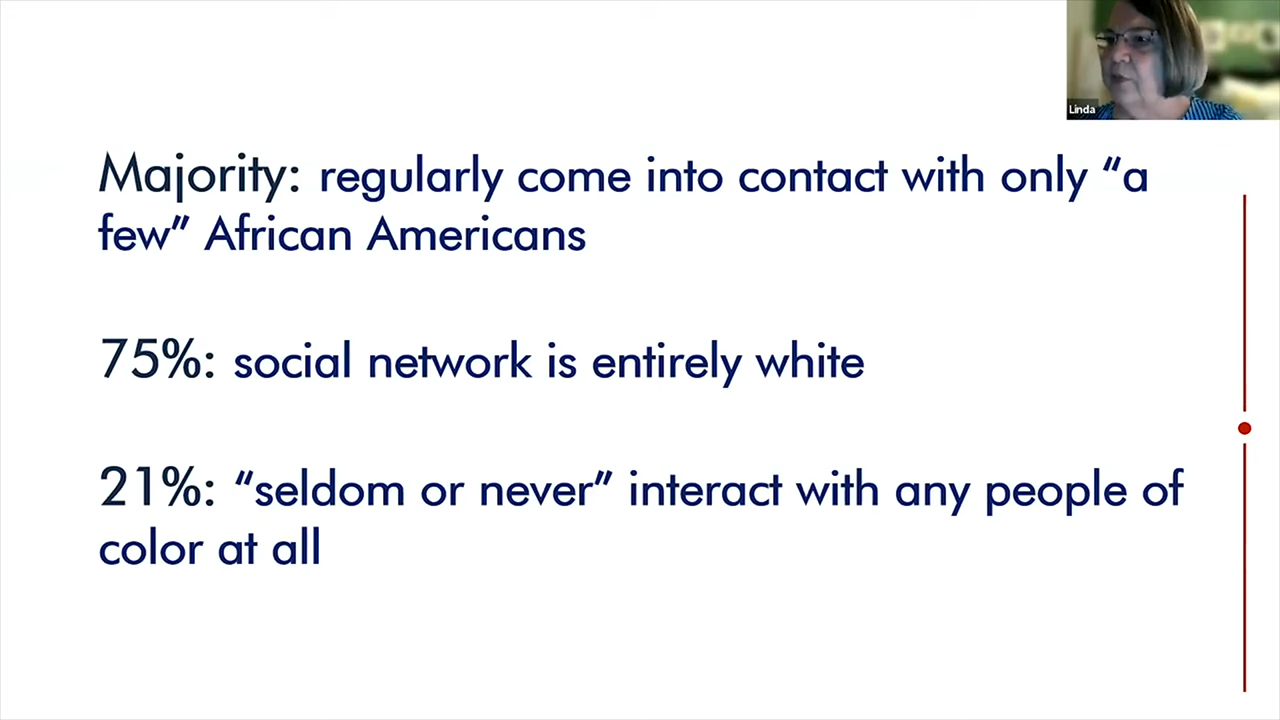 Linda
Majority: regularly come into contact with only “a
few” African Americans
75%: social network is entirely white
21%: “seldom or never” interact with any people of
color at all